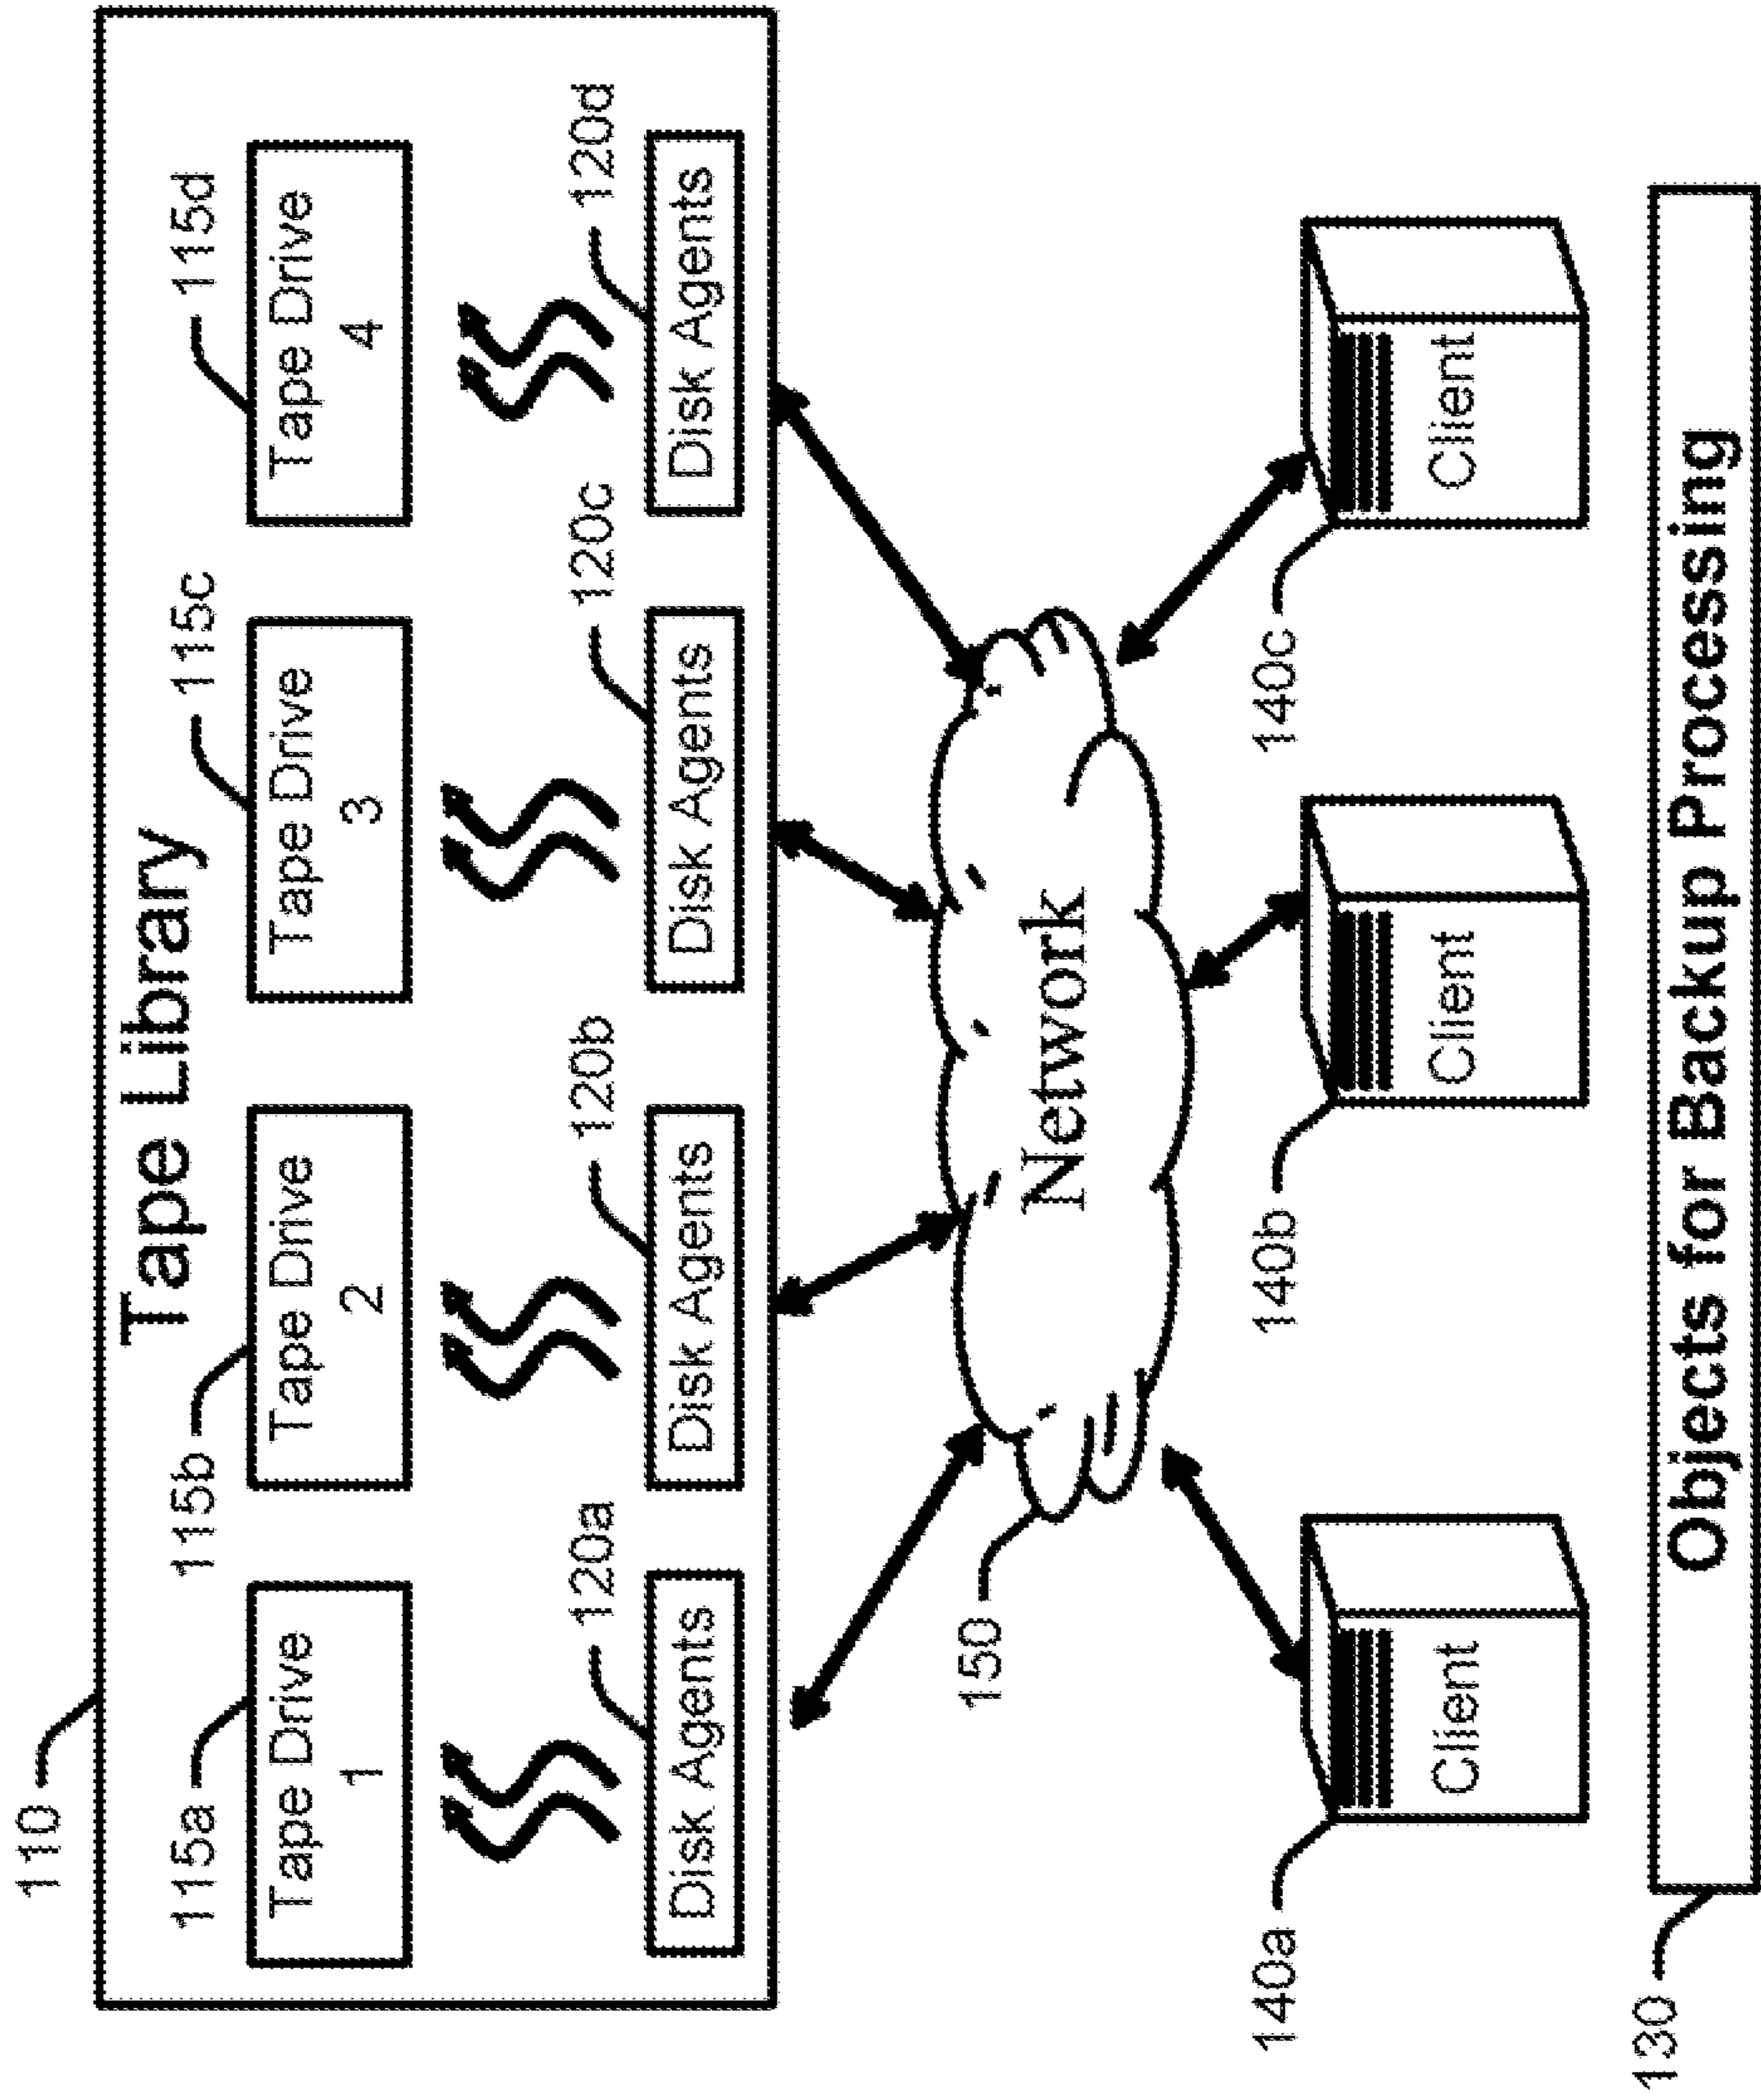 110
Tape Library
115a
115b
115c
115d
Tape Drive
1
Tape Drive
2
Tape Drive
3
Tape Drive
4
120a
120b
120c
120d
Disk Agents
Disk Agents
Disk Agents
Disk Agents
150
Network
140a
140b
140c
Client
Client
Client
130
Objects for Backup Processing